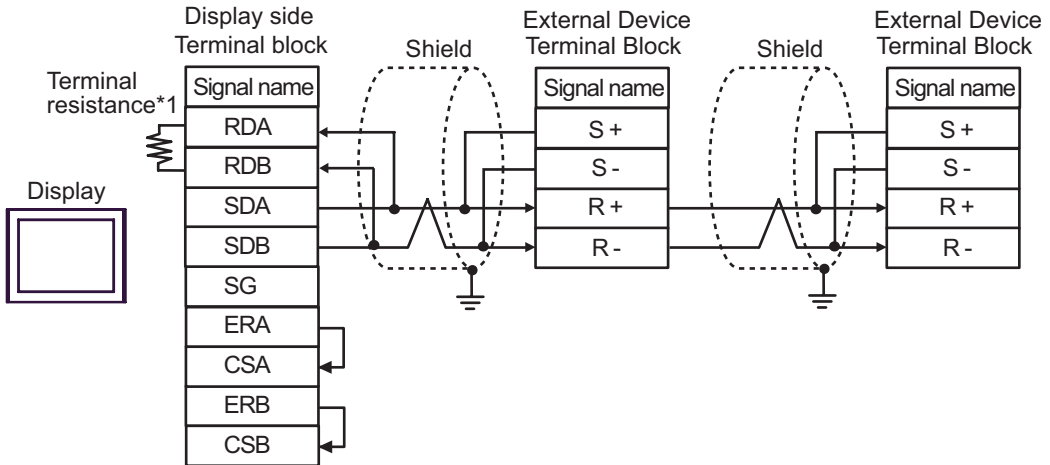 Display side
Terminal block
External Device
Terminal Block
External Device
Terminal Block
Shield
Shield
Terminal
resistance*1
Signal name
Signal name
Signal name
RDA
S +
S +
RDB
S -
S -
Display
SDA
R +
R +
SDB
R -
R -
SG
ERA
CSA
ERB
CSB